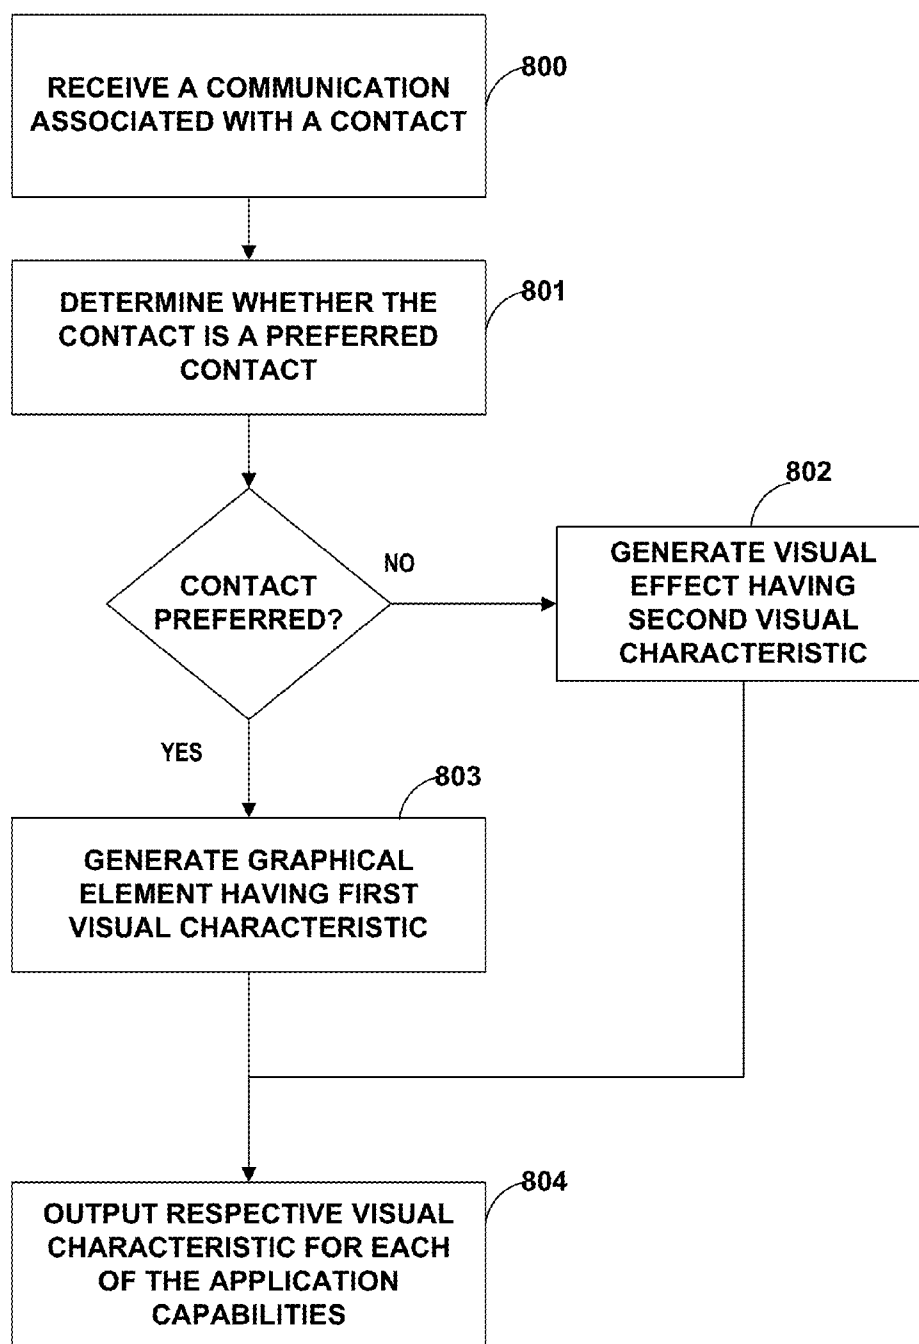 RECEIVE A COMMUNICATION
ASSOCIATED WITH A CONTACT
800
DETERMINE WHETHER THE
CONTACT IS A PREFERRED
CONTACT
801
CONTACT
PREFERRED?
NO
802
GENERATE VISUAL
EFFECT HAVING
SECOND VISUAL
CHARACTERISTIC
YES
803
GENERATE GRAPHICAL
ELEMENT HAVING FIRST
VISUAL CHARACTERISTIC
804
OUTPUT RESPECTIVE VISUAL
CHARACTERISTIC FOR EACH
OF THE APPLICATION
CAPABILITIES